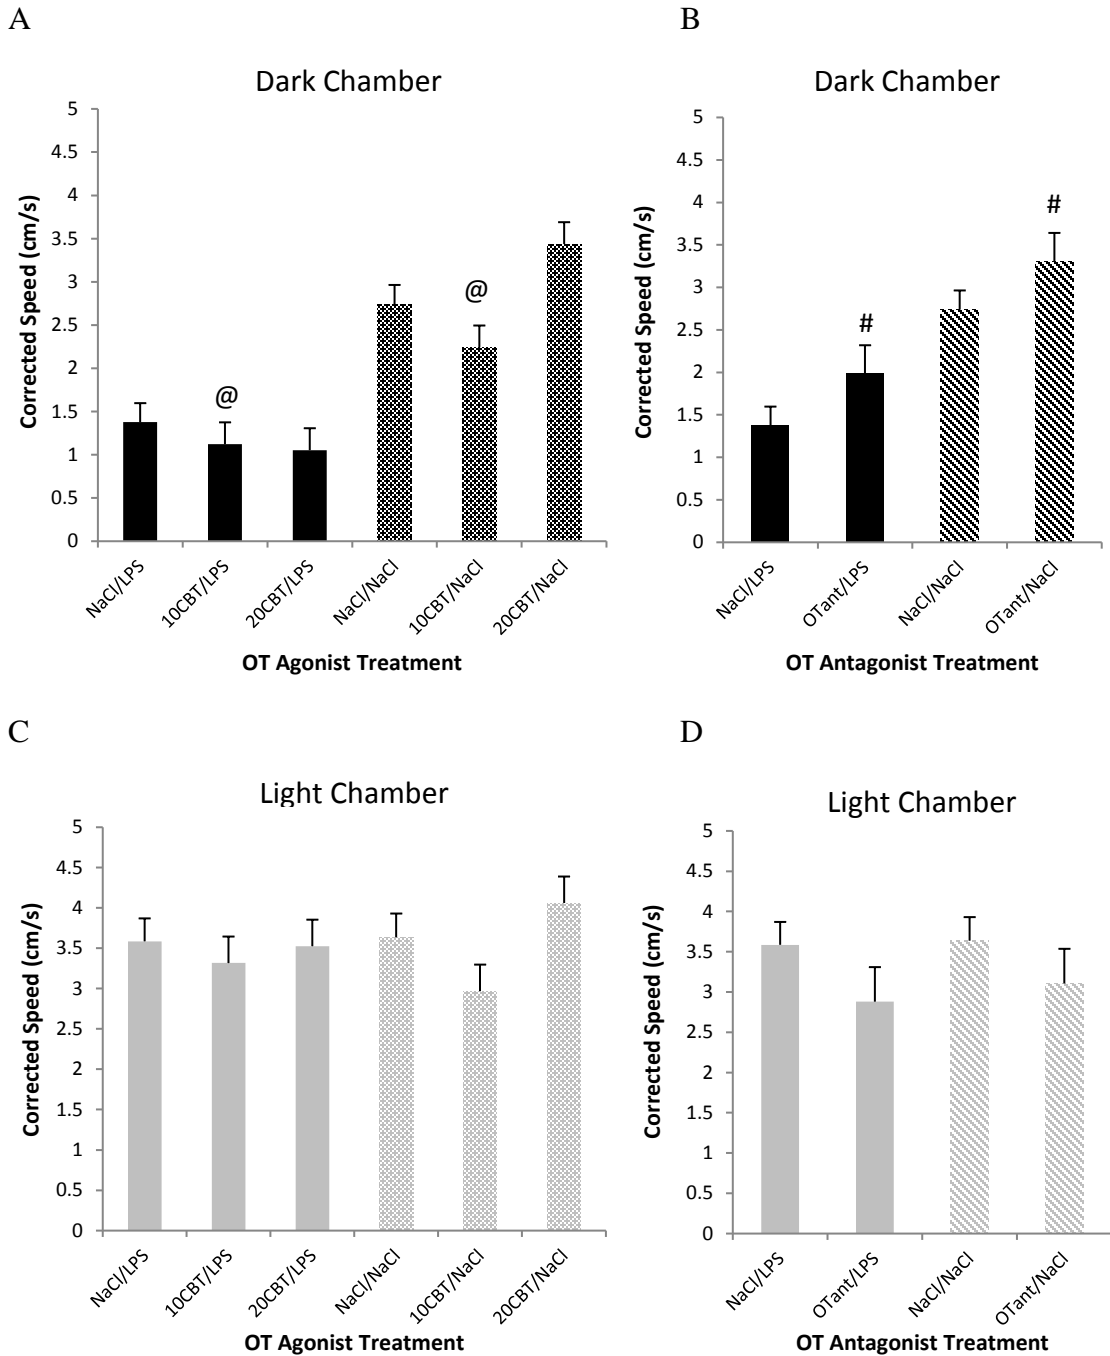 A
B
Dark Chamber
Dark Chamber
Corrected Speed (cm/s)
5
4.5
4
3.5
3
2.5
2
1.5
1
0.5
0
@
@
NaCl/LPS
10CBT/LPS
20CBT/LPS
NaCl/NaCl
10CBT/NaCl
20CBT/NaCl
OT Agonist Treatment
Corrected Speed (cm/s)
5
4.5
4
3.5
3
2.5
2
1.5
1
0.5
0
#
#
NaCl/LPS
OTant/LPS
NaCl/NaCl
OTant/NaCl
OT Antagonist Treatment
C
D
Light Chamber
Light Chamber
Corrected Speed (cm/s)
5
4.5
4
3.5
3
2.5
2
1.5
1
0.5
0
NaCl/LPS
10CBT/LPS
20CBT/LPS
NaCl/NaCl
10CBT/NaCl
20CBT/NaCl
OT Agonist Treatment
Corrected Speed (cm/s)
5
4.5
4
3.5
3
2.5
2
1.5
1
0.5
0
NaCl/LPS
OTant/LPS
NaCl/NaCl
OTant/NaCl
OT Antagonist Treatment